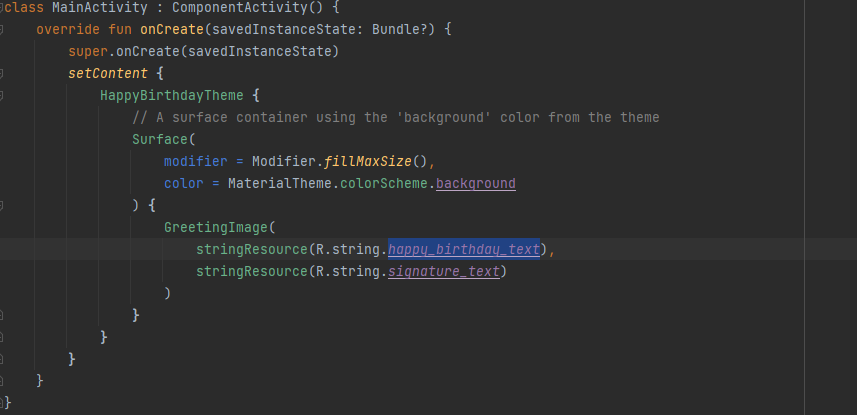 class MainActivity : ComponentActivity() {
    override fun onCreate(savedInstanceState: Bundle?) {
        super.onCreate(savedInstanceState)
        setContent {
            HappyBirthdayTheme {
                // A surface container using the 'background' color from the theme
                Surface(
                    modifier = Modifier.fillMaxSize(),
                    color = MaterialTheme.colorScheme.background
                ) {
                    GreetingImage(
                        stringResource(R.string.happy_birthday_text),
                        stringResource(R.string.signature_text)
                    )
                }
            }
        }
    }
}